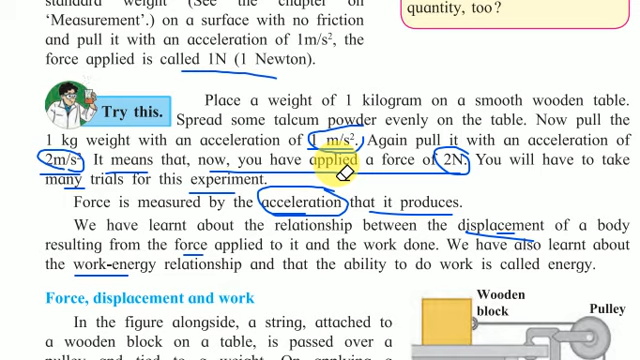 standard weight (See the chapter on
'Measurement'.) on a surface with no friction
and pull it with an acceleration of 1m/s², the
force applied is called 1N (1 Newton).
quantity, too?
Try this.
Place a weight of 1 kilogram on a smooth wooden table.
Spread some talcum powder evenly on the table. Now pull the
1 kg weight with an acceleration of 1 m/s². Again pull it with an acceleration of
2m/s². It means that, now, you have applied a force of 2N. You will have to take
many trials for this experiment.
Force is measured by the acceleration that it produces.
We have learnt about the relationship between the displacement of a body
resulting from the force applied to it and the work done. We have also learnt about
the work-energy relationship and that the ability to do work is called energy.
Force, displacement and work
In the figure alongside, a string, attached to
a wooden block on a table, is passed over a
pulley and tied to a weight. On applying a
Wooden
block
Pulley